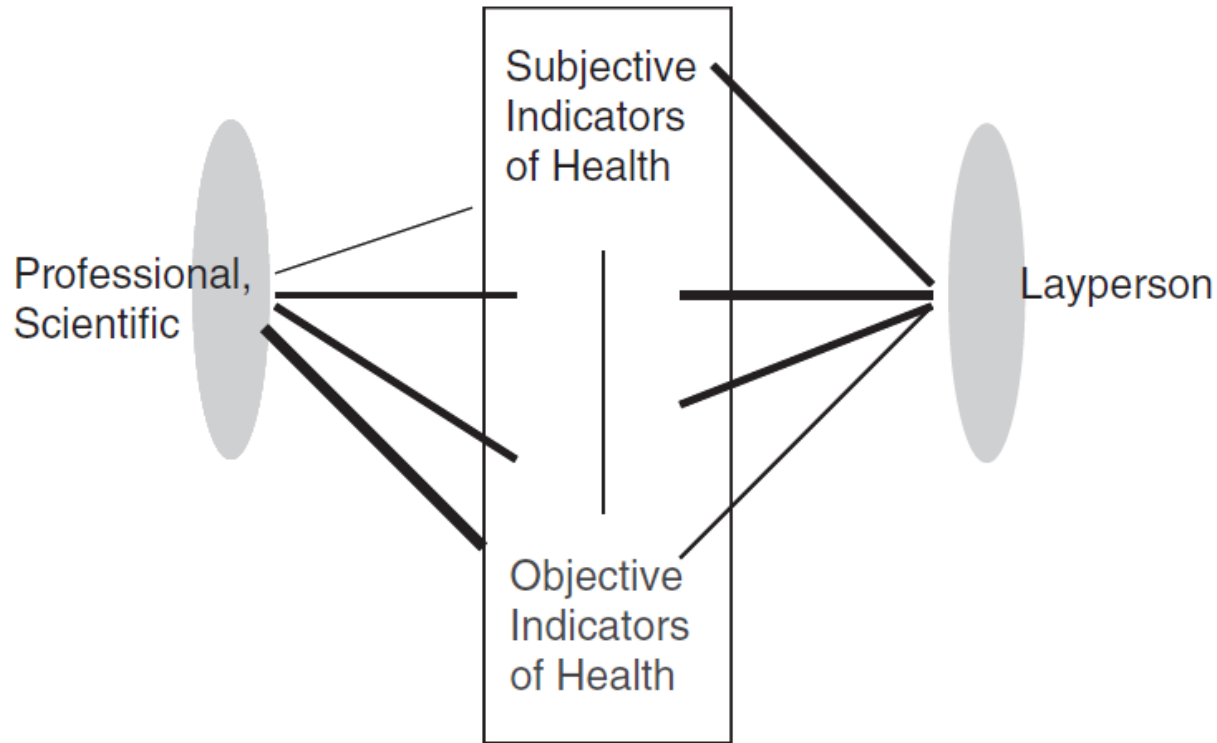 Subjective
Indicators
of Health
Professional,
Scientific
Layperson
Objective
Indicators
of Health